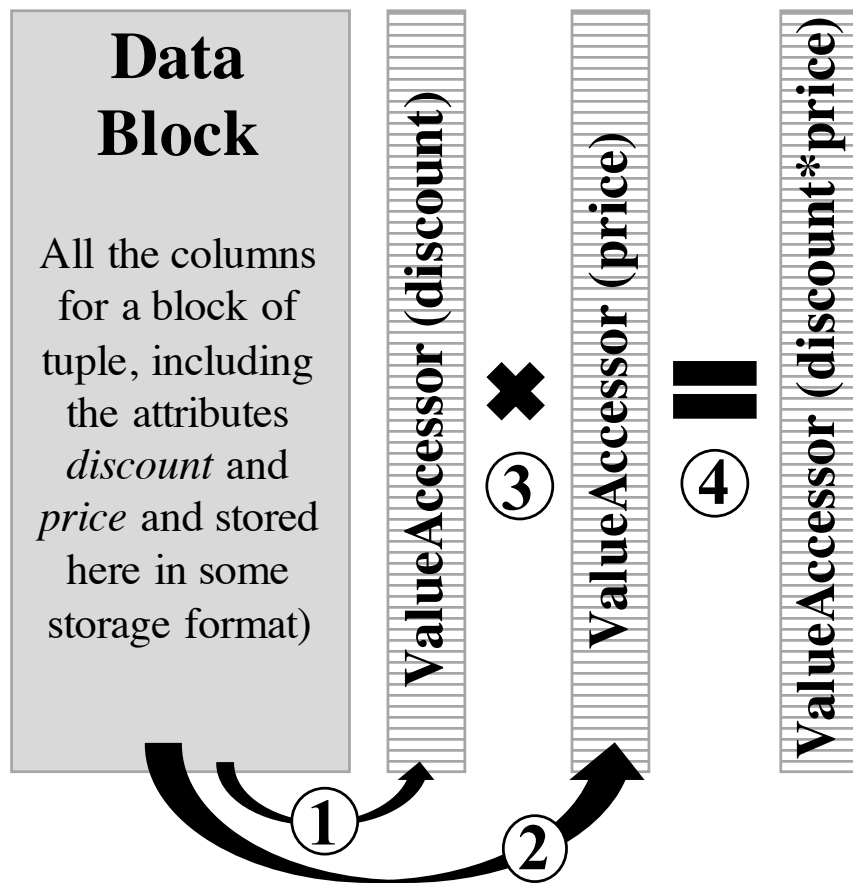 Data
Block
All the columns
for a block of
tuple, including
the attributes
discount and
price and stored
here in some
storage format)
ValueAccessor (discount)
ValueAccessor (price)
ValueAccessor (discount*price)
3
4
1
2